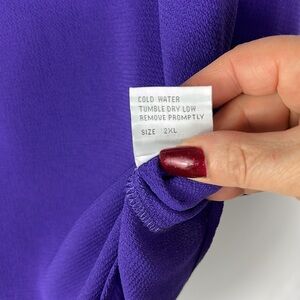 COLD WATER
TUMBLE DRY LOW
REMOVE PROMPTLY
SIZE 2XL